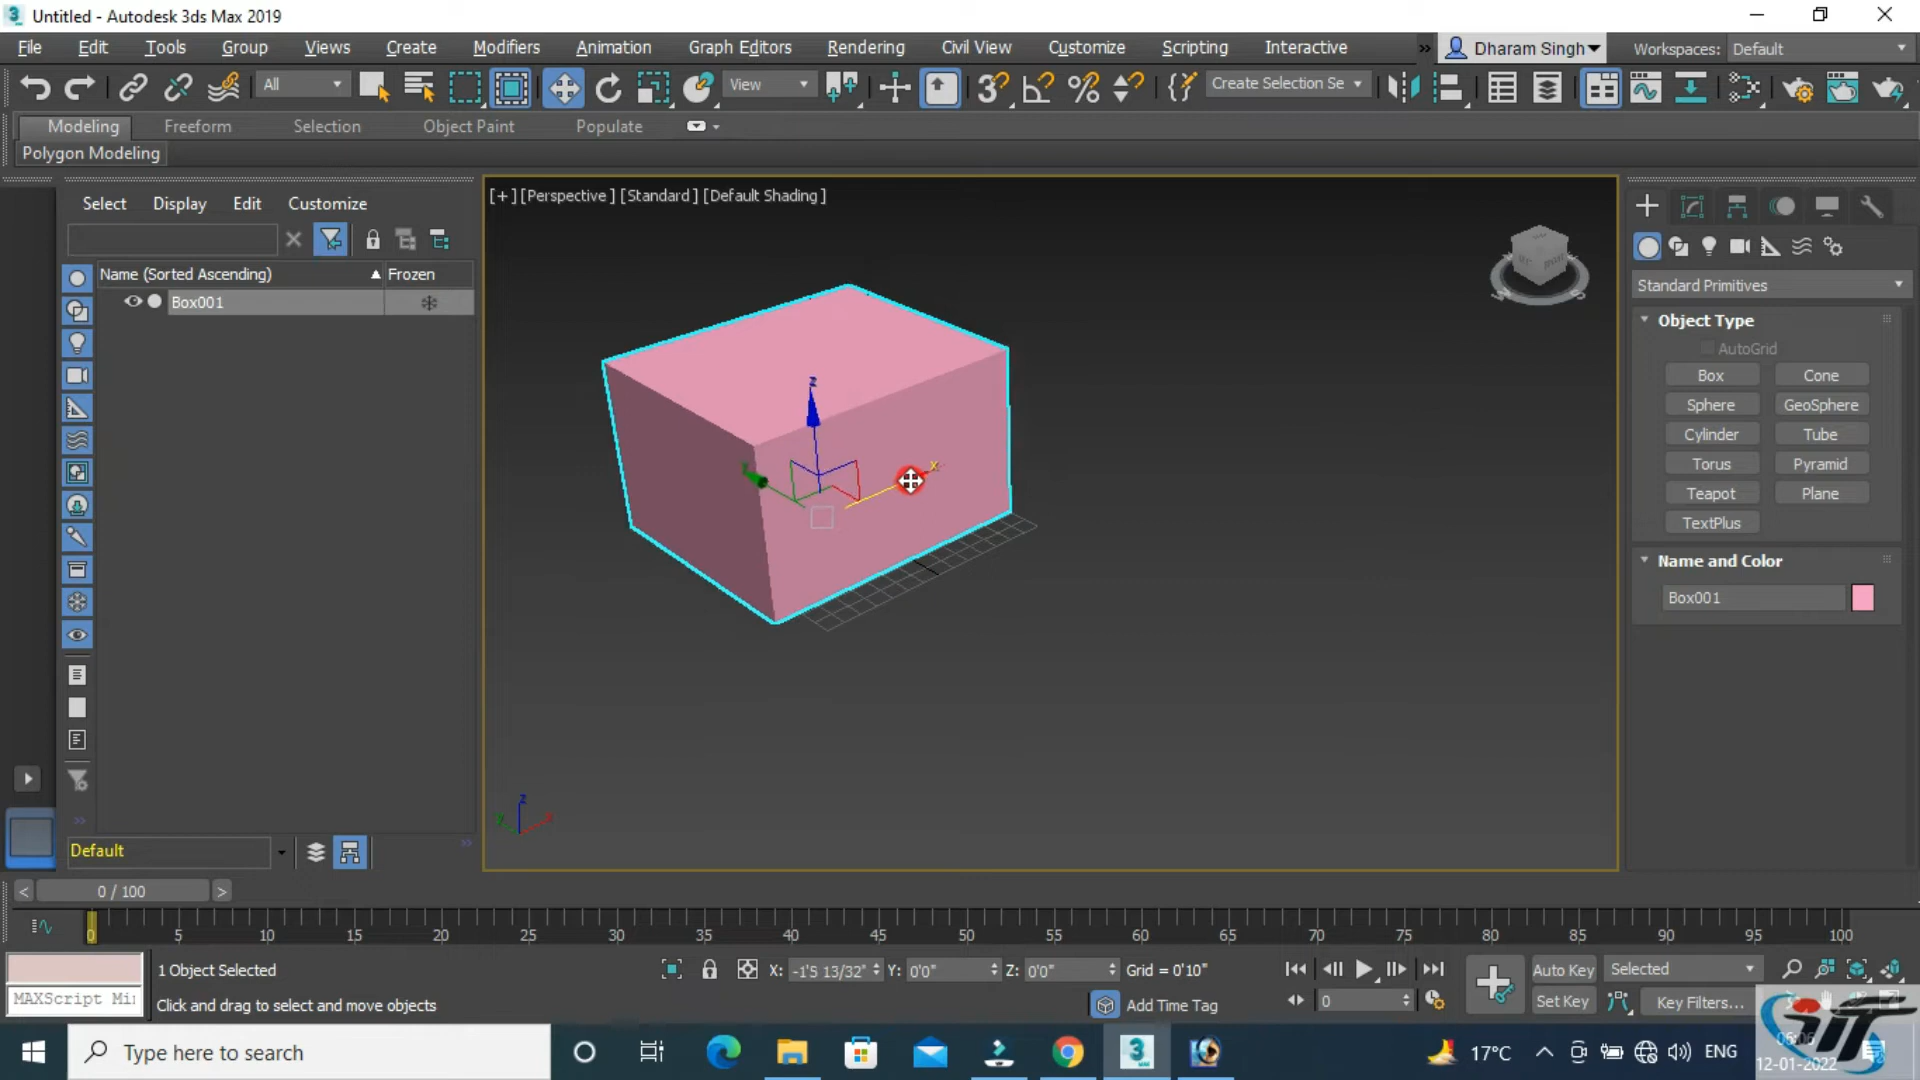 Untitled - Autodesk 3ds Max 2019
File Edit Tools Group Views Create Modifiers Animation Graph Editors Rendering Civil View Customize Scripting Interactive » Dharam Singh Workspaces: Default
All View Create Selection Se
Modeling Freeform Selection Object Paint Populate
Polygon Modeling
Select Display Edit Customize
Name (Sorted Ascending) Frozen
Box001
[+] [Perspective] [Standard] [Default Shading]
z
x
z
Standard Primitives
Object Type
AutoGrid
Box Cone
Sphere GeoSphere
Cylinder Tube
Torus Pyramid
Teapot Plane
TextPlus
Name and Color
Box001
Default
< 0 / 100 >
0 5 10 15 20 25 30 35 40 45 50 55 60 65 70 75 80 85 90 95 100
1 Object Selected
X: -1'5 13/32" Y: 0'0" Z: 0'0" Grid = 0'10"
Auto Key Selected
MAXScript Mi
Click and drag to select and move objects
Add Time Tag
0
Set Key Key Filters...
Type here to search
17°C ENG
12-01-2022